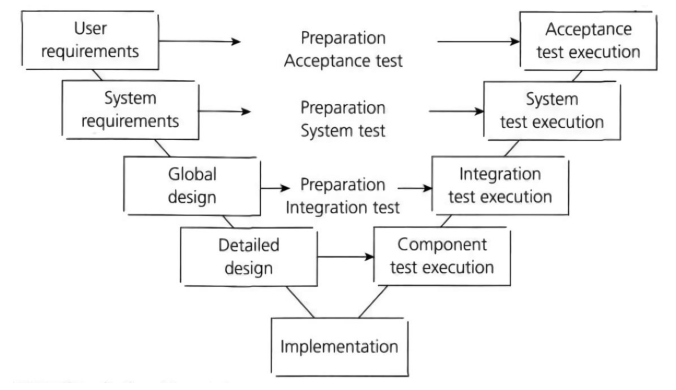 User
requirements
Preparation
Acceptance test
Acceptance
test execution
System
requirements
Preparation
System test
System
test execution
Global
design
Preparation
Integration test
Integration
test execution
Detailed
design
Component
test execution
Implementation